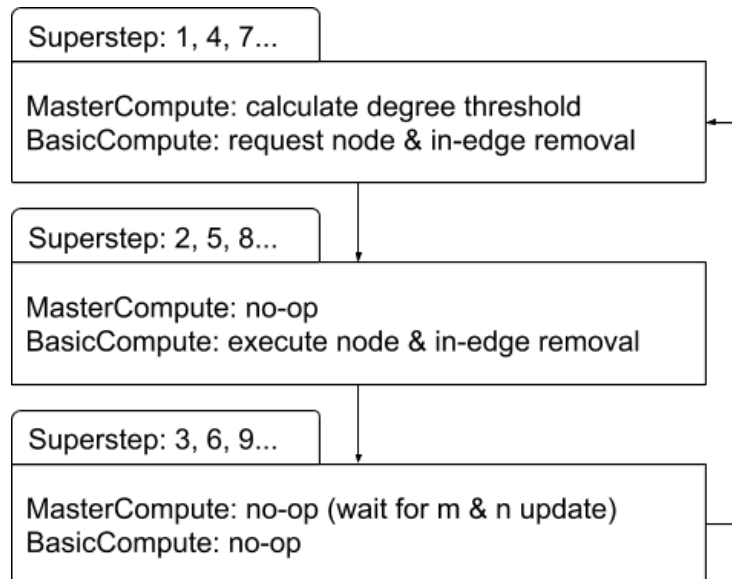 Superstep: 1, 4, 7...
MasterCompute: calculate degree threshold
BasicCompute: request node & in-edge removal
Superstep: 2, 5, 8...
MasterCompute: no-op
BasicCompute: execute node & in-edge removal
Superstep: 3, 6, 9...
MasterCompute: no-op (wait for m & n update)
BasicCompute: no-op